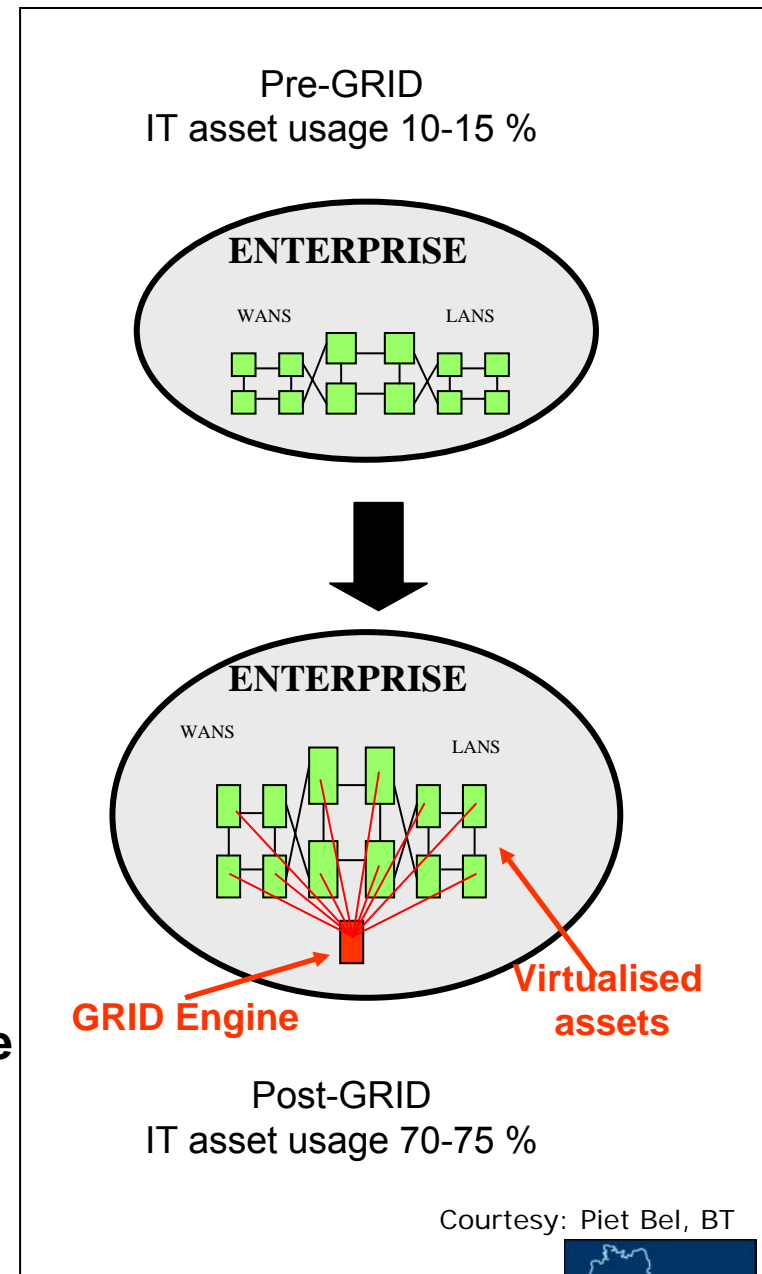 Pre-GRID
IT asset usage 10-15 %
ENTERPRISE
WANS LANS
ENTERPRISE
WANS
LANS
Virtualised
GRID Engine
assets
e
Post-GRID
IT asset usage 70-75 %
Courtesy: Piet Bel, BT